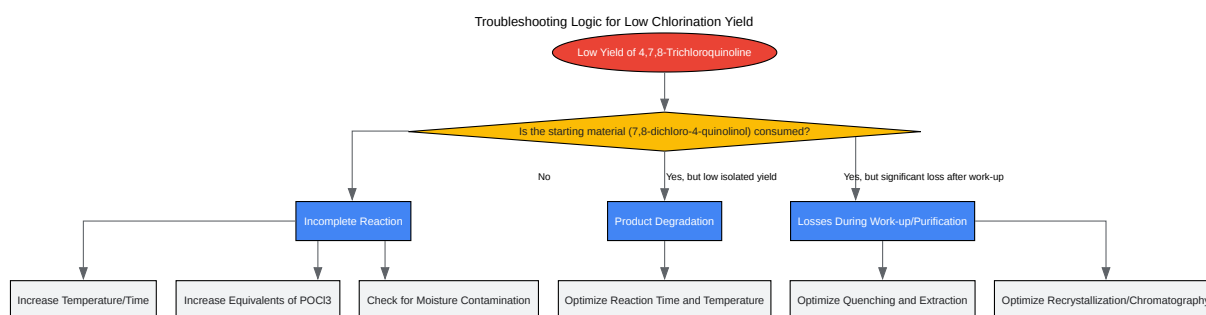 Troubleshooting Logic for Low Chlorination Yield
Low Yield of 4,7,8-Trichloroquinoline
Is the starting material (7,8-dichloro-4-quinolinol) consumed?
No
Yes, but low isolated yield
Yes, but significant loss after work-up
Incomplete Reaction
Product Degradation
Losses During Work-up/Purification
Increase Temperature/Time
Increase Equivalents of POCl3
Check for Moisture Contamination
Optimize Reaction Time and Temperature
Optimize Quenching and Extraction
Optimize Recrystallization/Chromatography